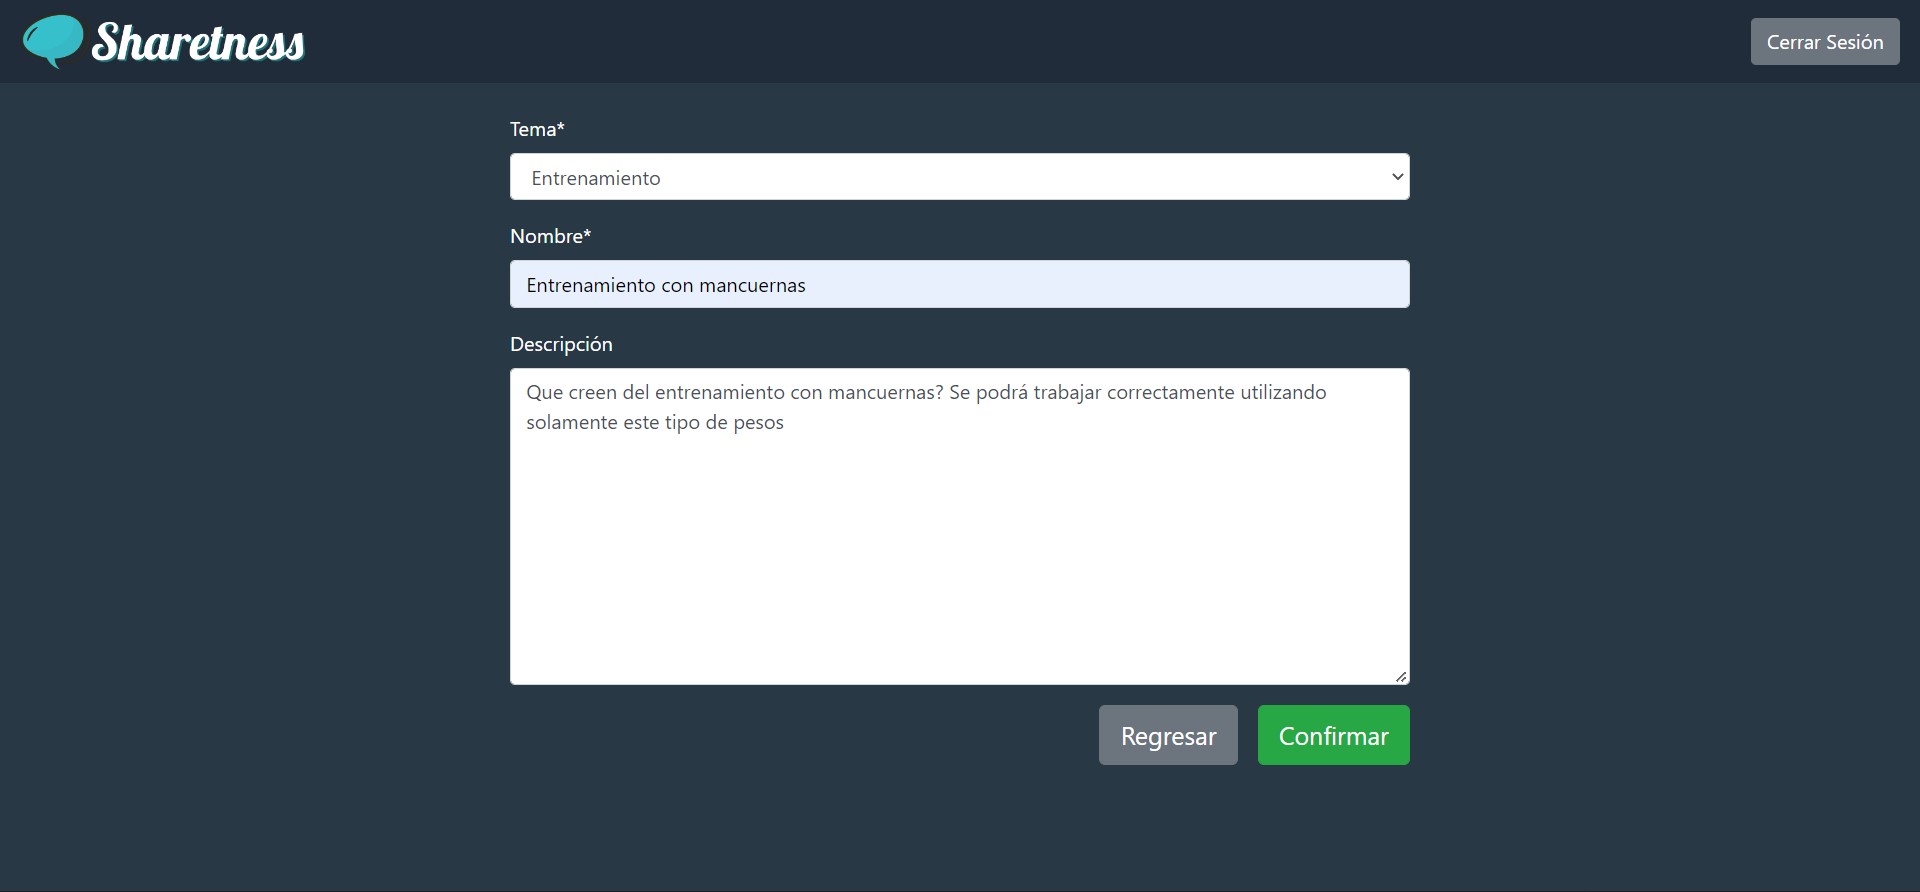 Sharetness
Cerrar Sesión
Tema*
Entrenamiento
Nombre*
Entrenamiento con mancuernas
Descripción
Que creen del entrenamiento con mancuernas? Se podrá trabajar correctamente utilizando
solamente este tipo de pesos
Regresar
Confirmar